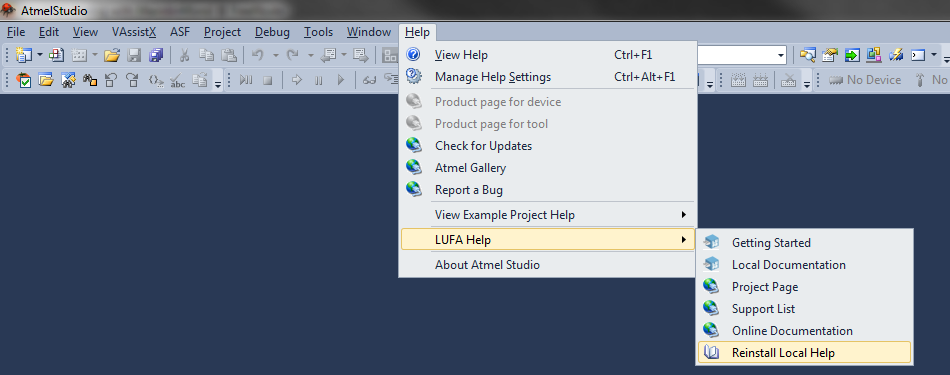 AtmelStudio
File Edit View VAssistX ASF Project Debug Tools Window Help
View Help Ctrl+F1
Manage Help Settings Ctrl+Alt+F1
abc No Device No
Product page for device
Product page for tool
Check for Updates
Atmel Gallery
Report a Bug
View Example Project Help
LUFA Help
About Atmel Studio
Getting Started
Local Documentation
Project Page
Support List
Online Documentation
Reinstall Local Help